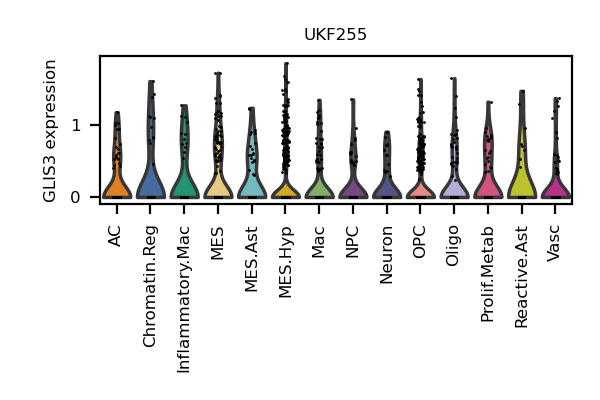 UKF255
GLIS3 expression
1
0
AC
Chromatin.Reg
Inflammatory.Mac
MES
MES.Ast
MES.Hyp
Mac
NPC
Neuron
OPC
Oligo
Prolif.Metab
Reactive.Ast
Vasc